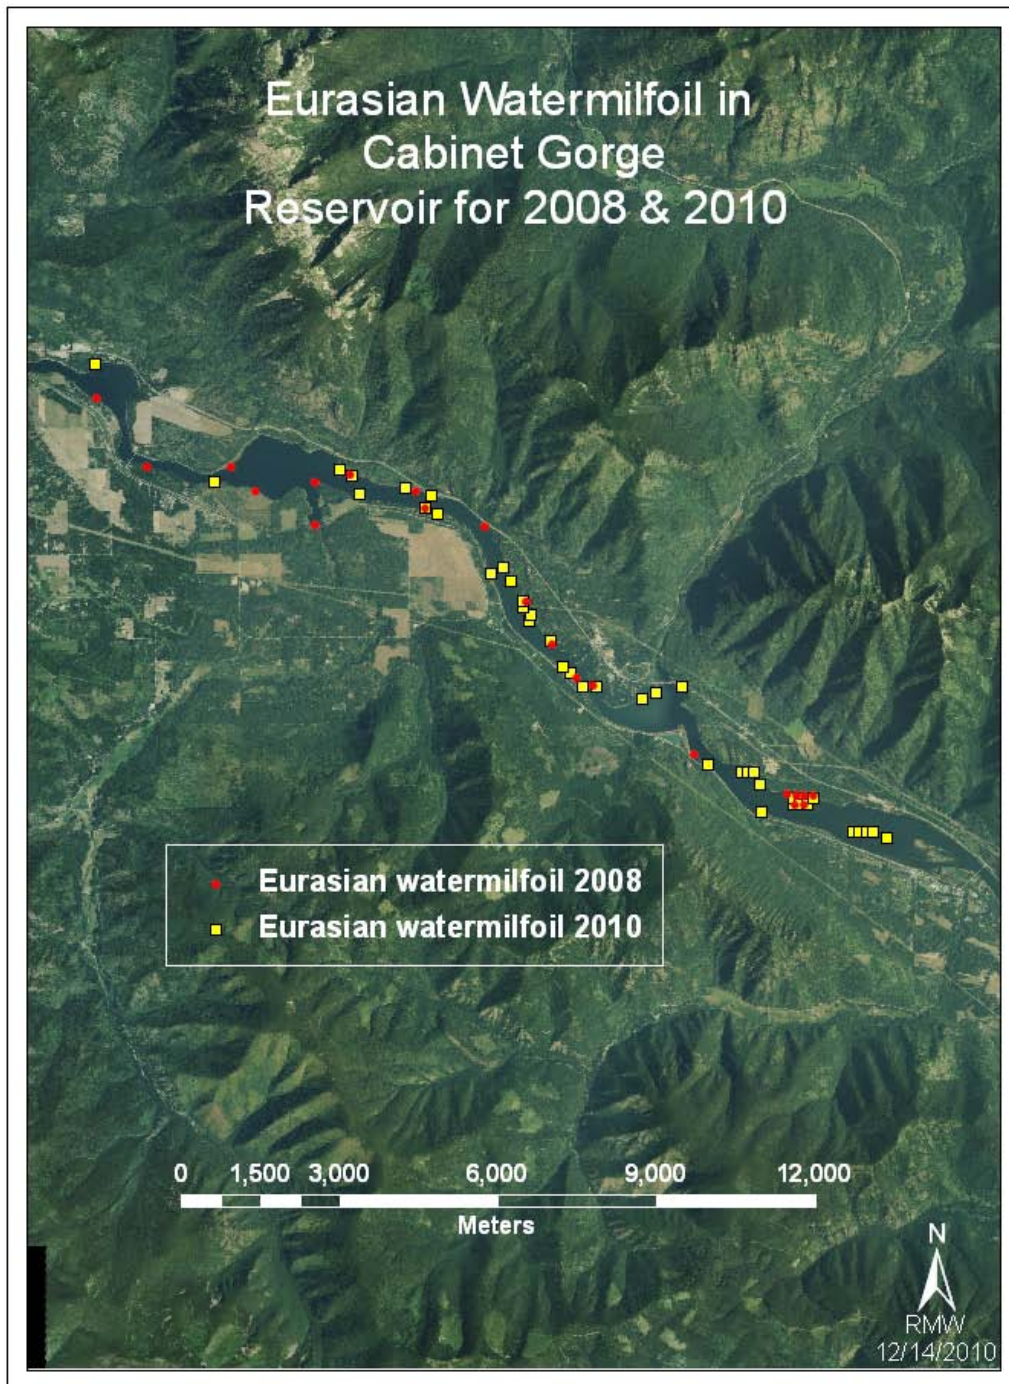 Eurasian Watermilfoil in
Cabinet Gorge
Reservoir for 2008 & 2010
Eurasian watermilfoil 2008
Eurasian watermilfoil 2010
0 1,500 3,000 6,000 9,000 12,000
Meters
N
RMW
12/14/2010